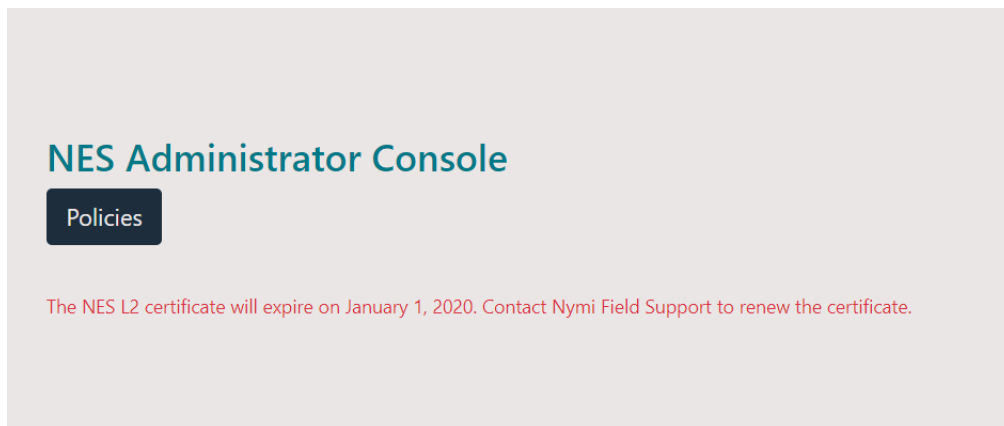 NES Administrator Console
Policies
The NES L2 certificate will expire on January 1, 2020. Contact Nymi Field Support to renew the certificate.